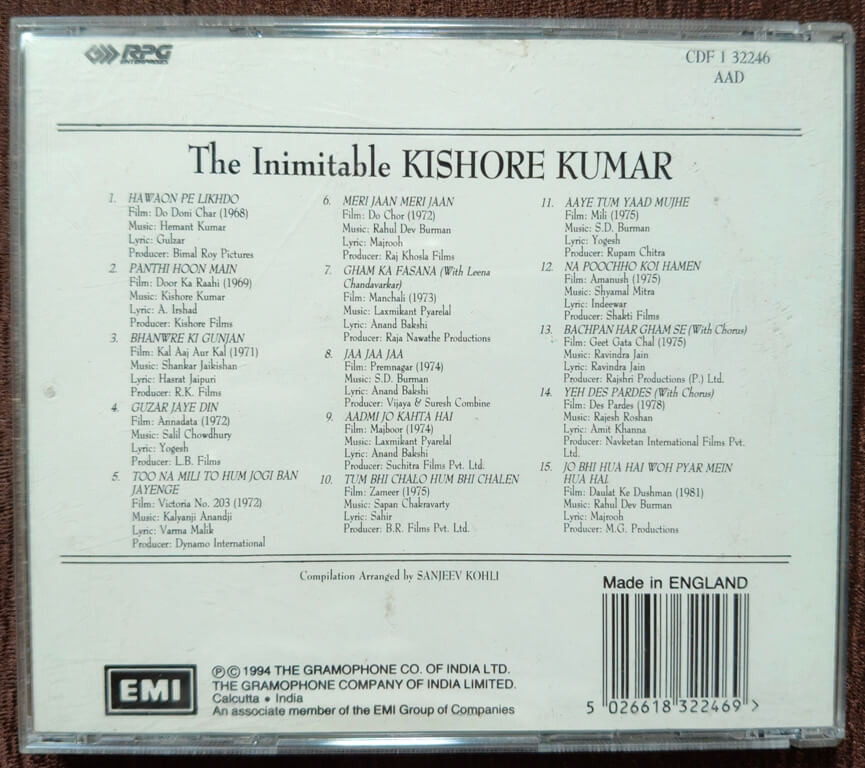 RPG
ENTERPRISES
CDF 1 32246
AAD
The Inimitable KISHORE KUMAR
1. HAWAON PE LIKHDO
Film: Do Doni Char (1968)
Music: Hemant Kumar
Lyric: Gulzar
Producer: Bimal Roy Pictures
2. PANTHI HOON MAIN
Film: Door Ka Raahi (1969)
Music: Kishore Kumar
Lyric: A. Irshad
Producer: Kishore Films
3. BHANWRE KI GUNJAN
Film: Kal Aaj Aur Kal (1971)
Music: Shankar Jaikishan
Lyric: Hasrat Jaipuri
Producer: R.K. Films
4. GUZAR JAYE DIN
Film: Annadata (1972)
Music: Salil Chowdhury
Lyric: Yogesh
Producer: L.B. Films
5. TOO NA MILI TO HUM JOGI BAN
JAYENGE
Film: Victoria No. 203 (1972)
Music: Kalyanji Anandji
Lyric: Varma Malik
Producer: Dynamo International
6. MERI JAAN MERI JAAN
Film: Do Chor (1972)
Music: Rahul Dev Burman
Lyric: Majrooh
Producer: Raj Khosla Films
7. GHAM KA FASANA (With Leena
Chandavarkar)
Film: Manchali (1973)
Music: Laxmikant Pyarelal
Lyric: Anand Bakshi
Producer: Raja Nawathe Productions
8. JAA JAA JAA
Film: Premnagar (1974)
Music: S.D. Burman
Lyric: Anand Bakshi
Producer: Vijaya & Suresh Combine
9. AADMI JO KAHTA HAI
Film: Majboor (1974)
Music: Laxmikant Pyarelal
Lyric: Anand Bakshi
Producer: Suchitra Films Pvt. Ltd.
10. TUM BHI CHALO HUM BHI CHALEN
Film: Zameer (1975)
Music: Sapan Chakravarty
Lyric: Sahir
Producer: B.R. Films Pvt. Ltd.
11. AAYE TUM YAAD MUJHE
Film: Mili (1975)
Music: S.D. Burman
Lyric: Yogesh
Producer: Rupam Chitra
12. NA POOCHHO KOI HAMEN
Film: Amanush (1975)
Music: Shyamal Mitra
Lyric: Indeewar
Producer: Shakti Films
13. BACHPAN HAR GHAM SE (With Chorus)
Film: Geet Gata Chal (1975)
Music: Ravindra Jain
Lyric: Ravindra Jain
Producer: Rajshri Productions (P.) Ltd.
14. YEH DES PARDES (With Chorus)
Film: Des Pardes (1978)
Music: Rajesh Roshan
Lyric: Amit Khanna
Producer: Navketan International Films Pvt.
Ltd.
15. JO BHI HUA HAI WOH PYAR MEIN
HUA HAI
Film: Daulat Ke Dushman (1981)
Music: Rahul Dev Burman
Lyric: Majrooh
Producer: M.G. Productions
Compilation Arranged by SANJEEV KOHLI
Made in ENGLAND
EMI
℗© 1994 THE GRAMOPHONE CO. OF INDIA LTD.
THE GRAMOPHONE COMPANY OF INDIA LIMITED.
Calcutta • India
An associate member of the EMI Group of Companies
5 026618 322469 >